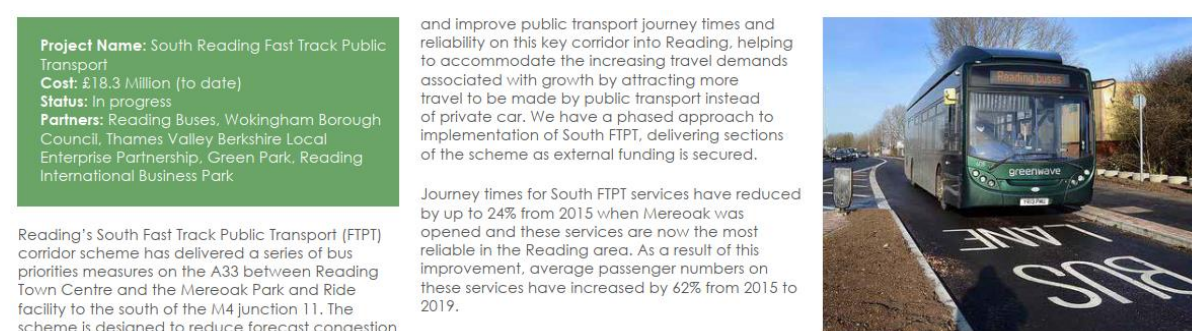 Project Name: South Reading Fast Track Public
Transport
Cost: £18.3 Million (to date)
Status: In progress
Partners: Reading Buses, Wokingham Borough
Council, Thames Valley Berkshire Local
Enterprise Partnership, Green Park, Reading
International Business Park
Reading's South Fast Track Public Transport (FTPT)
corridor scheme has delivered a series of bus
priorities measures on the A33 between Reading
Town Centre and the Mereoak Park and Ride
facility to the south of the M4 junction 11. The
scheme is designed to reduce forecast congestion
and improve public transport journey times and
reliability on this key corridor into Reading, helping
to accommodate the increasing travel demands
associated with growth by attracting more
travel to be made by public transport instead
of private car. We have a phased approach to
implementation of South FTPT, delivering sections
of the scheme as external funding is secured.
Journey times for South FTPT services have reduced
by up to 24% from 2015 when Mereoak was
opened and these services are now the most
reliable in the Reading area. As a result of this
improvement, average passenger numbers on
these services have increased by 62% from 2015 to
2019.
Reading buses
greenwave
BUS
LANE